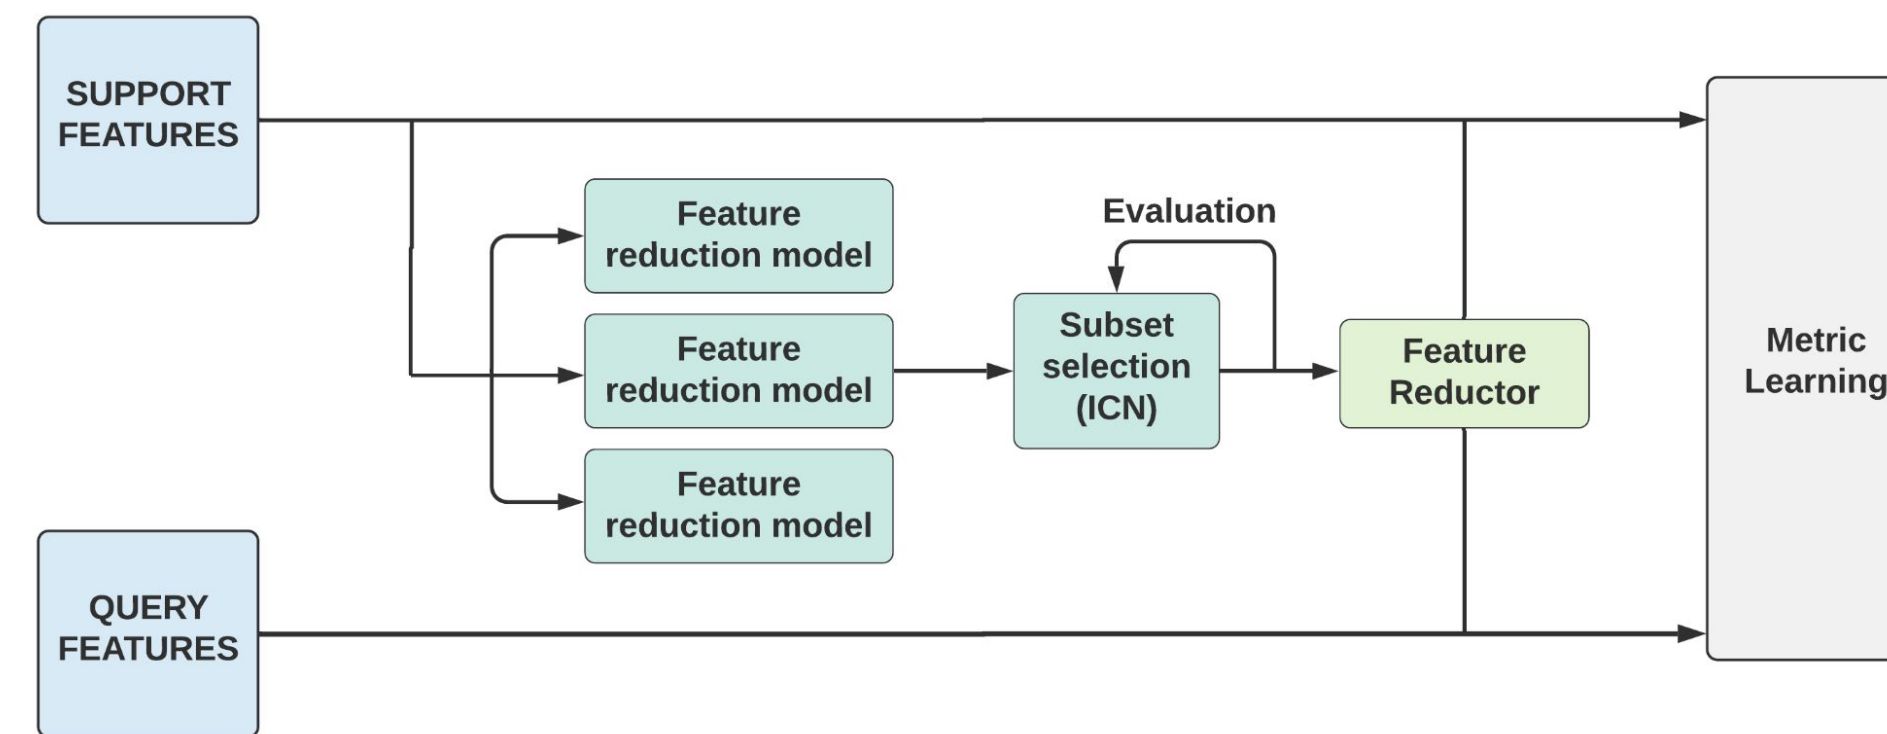 SUPPORT
FEATURES
Feature
reduction model
Feature
reduction model
Feature
reduction model
Evaluation
Subset
selection
(ICN)
Feature
Reductor
Metric
Learning
QUERY
FEATURES